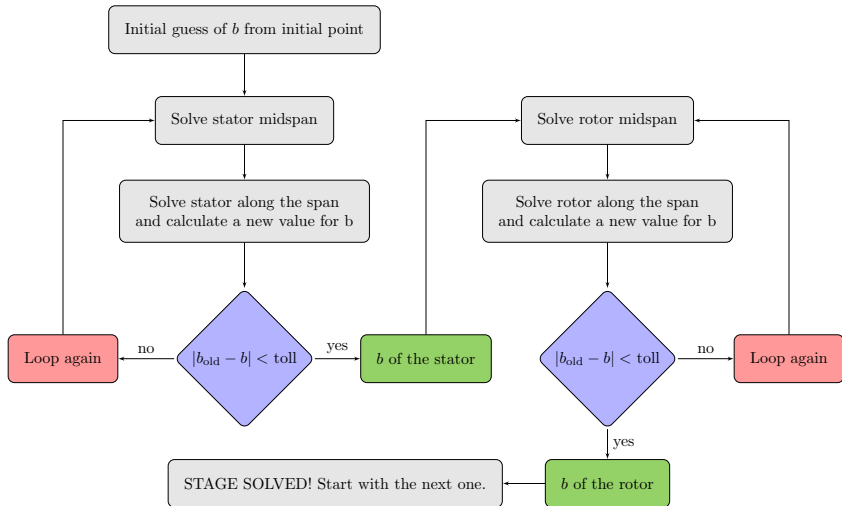 Initial guess of b from initial point
Solve stator midspan
Solve stator along the span
and calculate a new value for b
|b_old − b| < toll
no
Loop again
yes
b of the stator
Solve rotor midspan
Solve rotor along the span
and calculate a new value for b
|b_old − b| < toll
no
Loop again
yes
b of the rotor
STAGE SOLVED! Start with the next one.